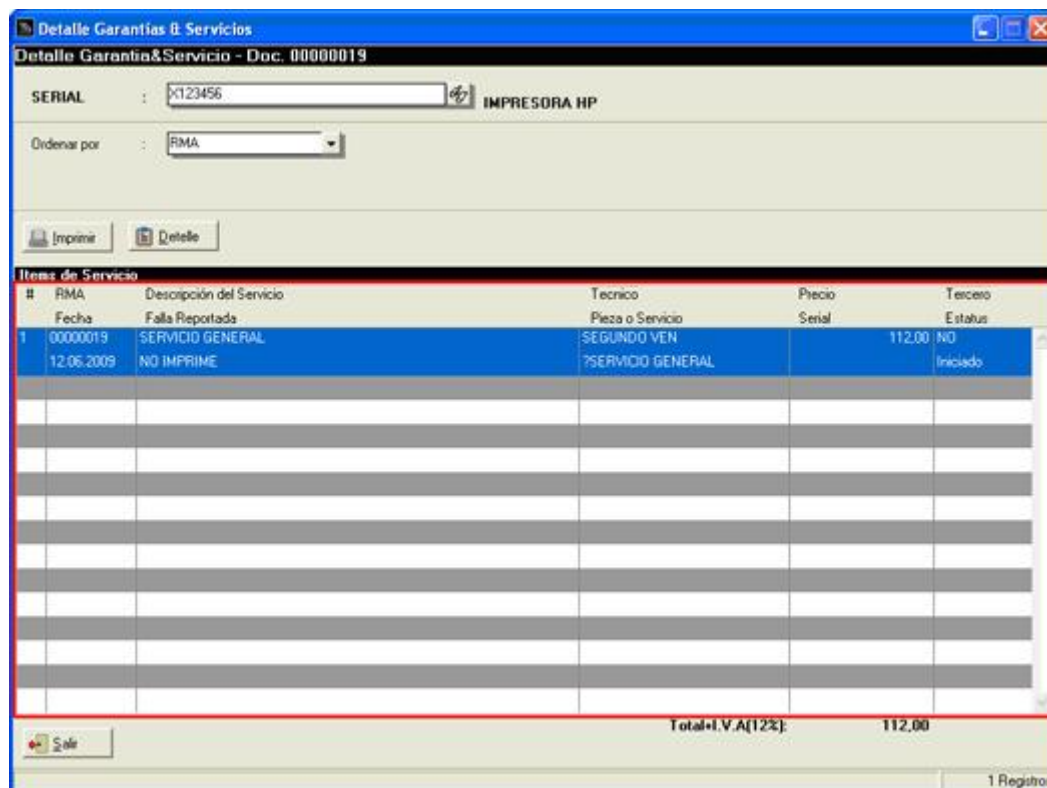 Detalle Garantías & Servicios
Detalle Garantia&Servicio - Doc. 00000019
SERIAL : X123456 IMPRESORA HP
Ordenar por : RMA
Imprimir Detelle
Items de Servicio
# RMA Descripción del Servicio Tecnico Precio Tercero
Fecha Falla Reportada Pieza o Servicio Serial Estatus
1 00000019 SERVICIO GENERAL SEGUNDO VEN 112,00 NO
12.06.2009 NO IMPRIME ?SERVICIO GENERAL Iniciado
Total+I.V.A(12%): 112,00
Salir
1 Registro